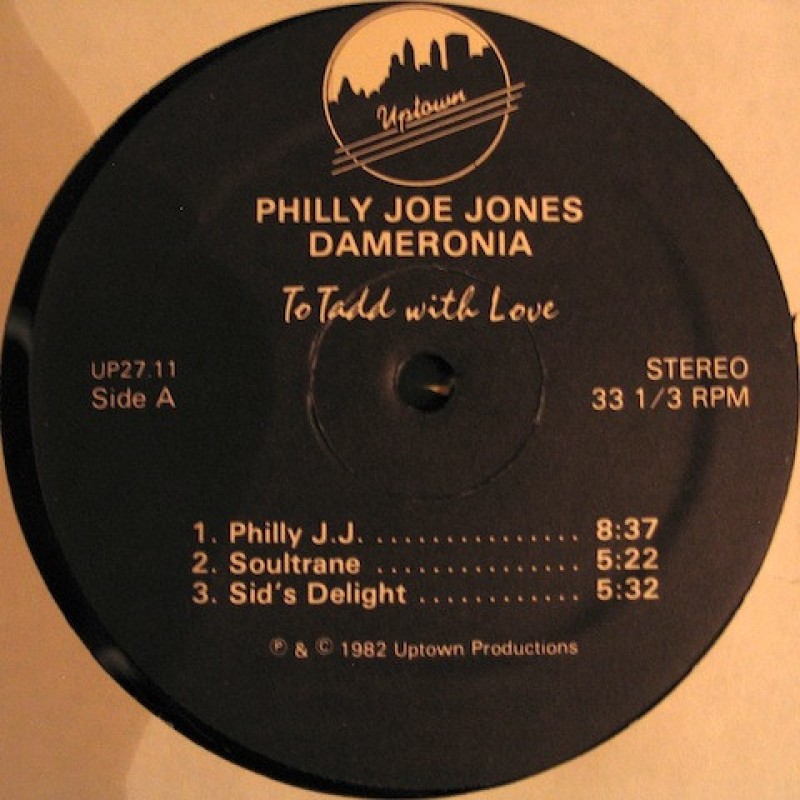 Uptown
PHILLY JOE JONES
DAMERONIA
To Tadd with Love
UP27.11
Side A
STEREO
33 1/3 RPM
1. Philly J.J. . . . . . . . . . . . . . . . . . 8:37
2. Soultrane . . . . . . . . . . . . . . . . 5:22
3. Sid's Delight . . . . . . . . . . . . 5:32
℗ & © 1982 Uptown Productions